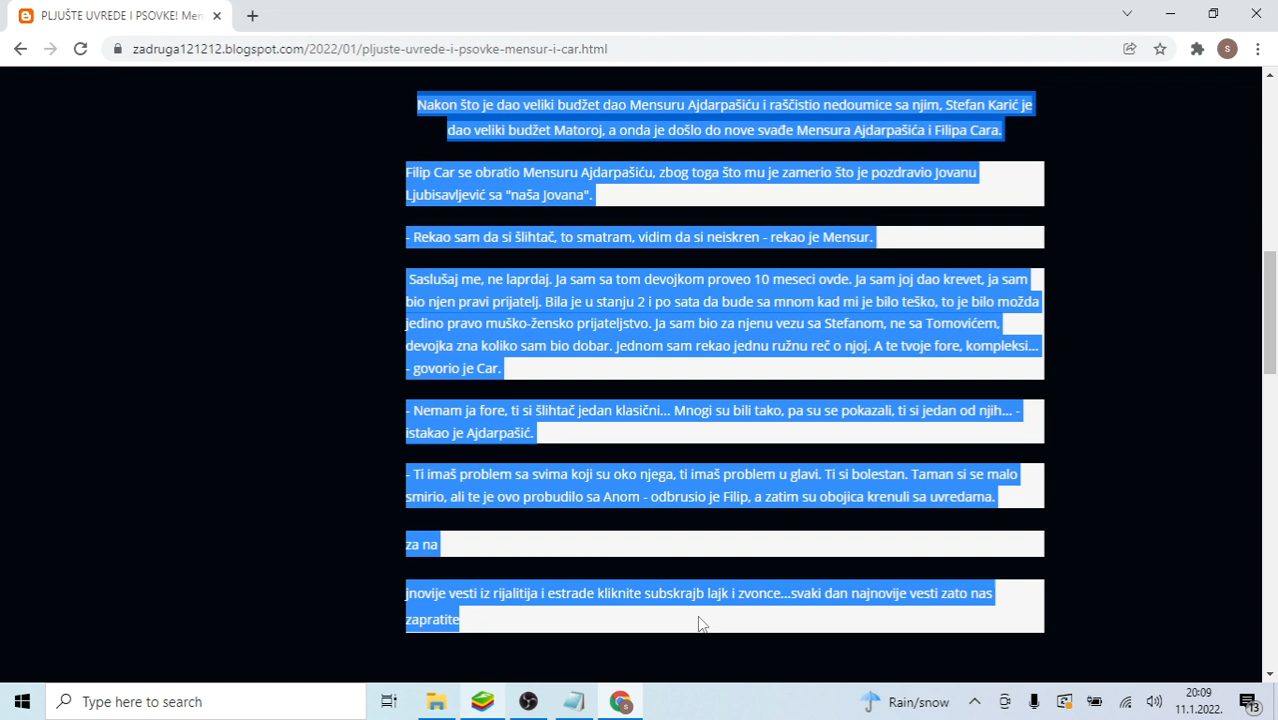 PLJUŠTE UVREDE I PSOVKE! Men
zadruga121212.blogspot.com/2022/01/pljuste-uvrede-i-psovke-mensur-i-car.html
S
Nakon što je dao veliki budžet dao Mensuru Ajdarpašiću i raščistio nedoumice sa njim, Stefan Karić je
dao veliki budžet Matoroj, a onda je došlo do nove svađe Mensura Ajdarpašića i Filipa Cara.
Filip Car se obratio Mensuru Ajdarpašiću, zbog toga što mu je zamerio što je pozdravio Jovanu
Ljubisavljević sa "naša Jovana".
- Rekao sam da si šlihtač, to smatram, vidim da si neiskren - rekao je Mensur.
Saslušaj me, ne laprdaj. Ja sam sa tom devojkom proveo 10 meseci ovde. Ja sam joj dao krevet, ja sam
bio njen pravi prijatelj. Bila je u stanju 2 i po sata da bude sa mnom kad mi je bilo teško, to je bilo možda
jedino pravo muško-žensko prijateljstvo. Ja sam bio za njenu vezu sa Stefanom, ne sa Tomovićem,
devojka zna koliko sam bio dobar. Jednom sam rekao jednu ružnu reč o njoj. A te tvoje fore, kompleksi...
- govorio je Car.
- Nemam ja fore, ti si šlihtač jedan klasični... Mnogi su bili tako, pa su se pokazali, ti si jedan od njih... -
istakao je Ajdarpašić.
- Ti imaš problem sa svima koji su oko njega, ti imaš problem u glavi. Ti si bolestan. Taman si se malo
smirio, ali te je ovo probudilo sa Anom - odbrusio je Filip, a zatim su obojica krenuli sa uvredama.
za na
jnovije vesti iz rijalitija i estrade kliknite subskrajb lajk i zvonce...svaki dan najnovije vesti zato nas
zapratite
Type here to search
Rain/snow
20:09
11.1.2022.
13